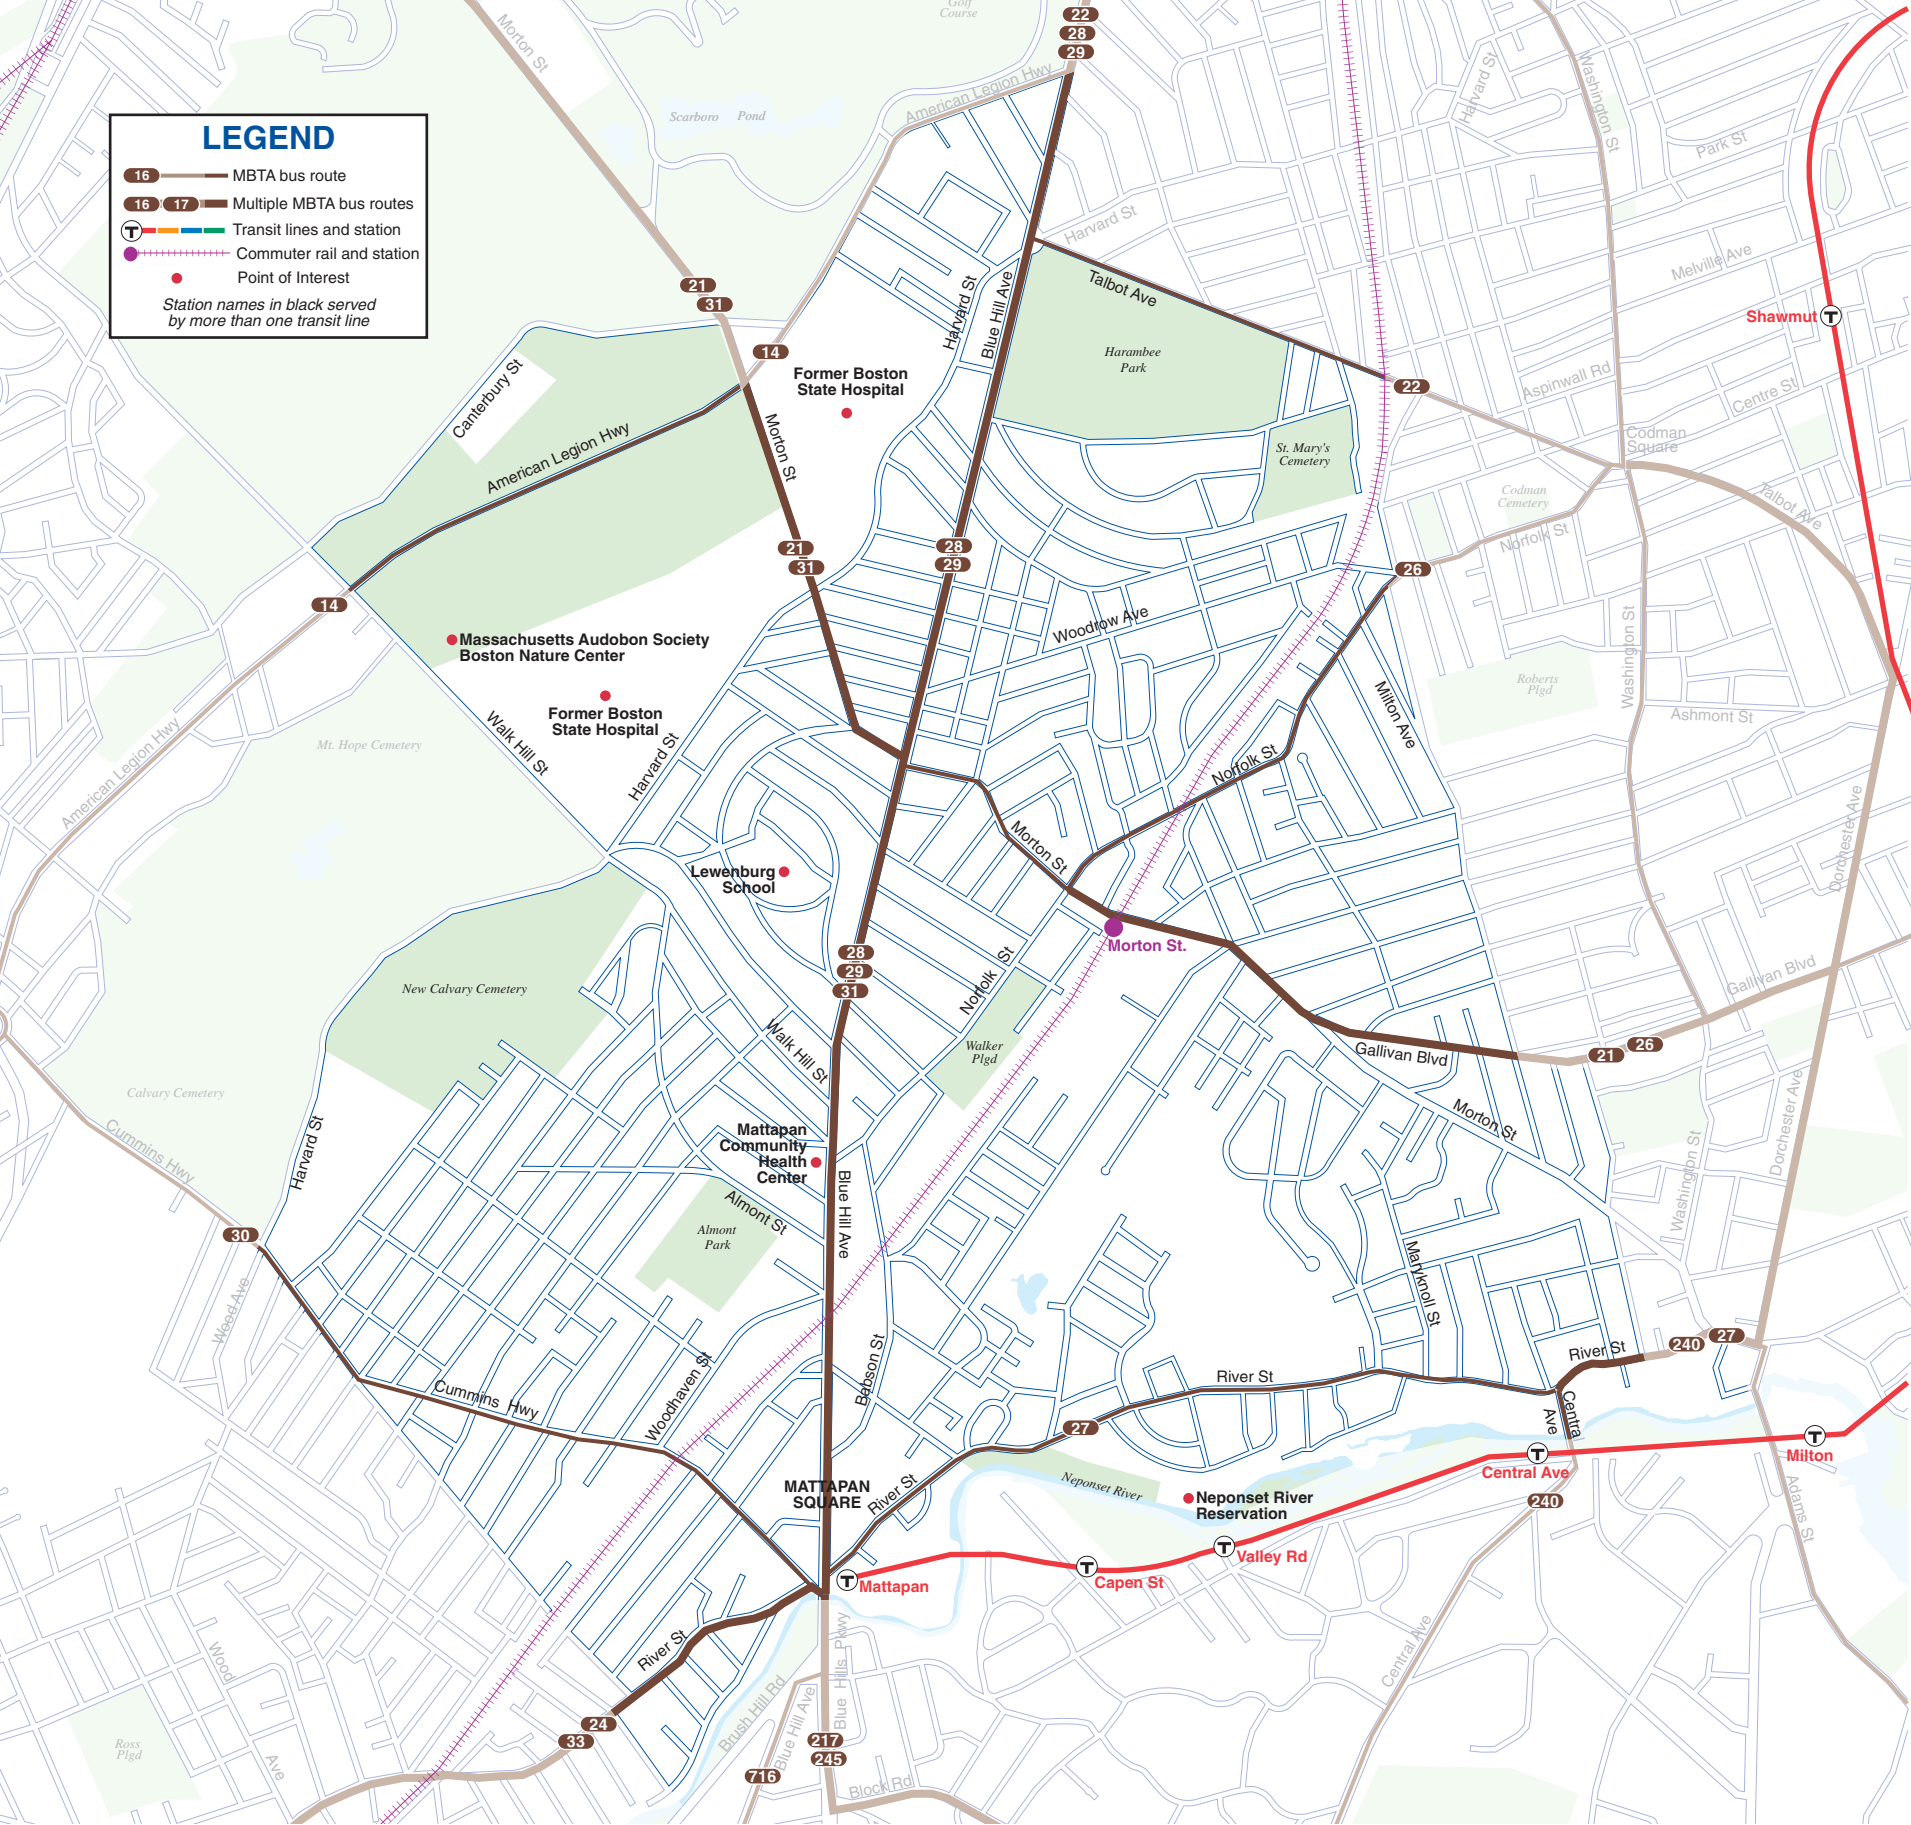 Golf
Course
22
28
29
Morton St
American Legion Hwy
Scarboro Pond
Harvard St
Washington St
Park St
LEGEND
16 MBTA bus route
16 17 Multiple MBTA bus routes
T Transit lines and station
Commuter rail and station
Point of Interest
Station names in black served
by more than one transit line
Harvard St
Melville Ave
21
31
Talbot Ave
Harvard St
Blue Hill Ave
Shawmut T
14
Harambee
Park
Canterbury St
Former Boston
State Hospital
22
Aspinwall Rd
Centre St
American Legion Hwy
Morton St
St. Mary's
Cemetery
Codman
Square
Codman
Cemetery
Talbot Ave
Norfolk St
21
31
28
29
26
14
Woodrow Ave
Massachusetts Audobon Society
Boston Nature Center
Washington St
Former Boston
State Hospital
Roberts
Plgd
Milton Ave
Ashmont St
Mt. Hope Cemetery
American Legion Hwy
Walk Hill St
Harvard St
Norfolk St
Morton St
Dorchester Ave
Lewenburg
School
Morton St.
28
29
31
Norfolk St
New Calvary Cemetery
Gallivan Blvd
Walk Hill St
Walker
Plgd
Gallivan Blvd
21
26
Calvary Cemetery
Cummins Hwy
Harvard St
Mattapan
Community
Health
Center
Morton St
Dorchester Ave
Washington St
Blue Hill Ave
Almont St
Almont
Park
30
Wood Ave
Maryknoll St
Babson St
River St
240
27
Cummins Hwy
Woodhaven St
River St
Central
Ave
27
T
Milton
T
Central Ave
MATTAPAN
SQUARE
River St
Neponset River
Neponset River
Reservation
240
Adams St
T
Valley Rd
T
Capen St
T
Mattapan
River St
Blue Hills Pkwy
Central Ave
Wood
Ave
Brush Hill Rd
Blue Hill Ave
24
33
Ross
Plgd
217
245
716
Block Rd